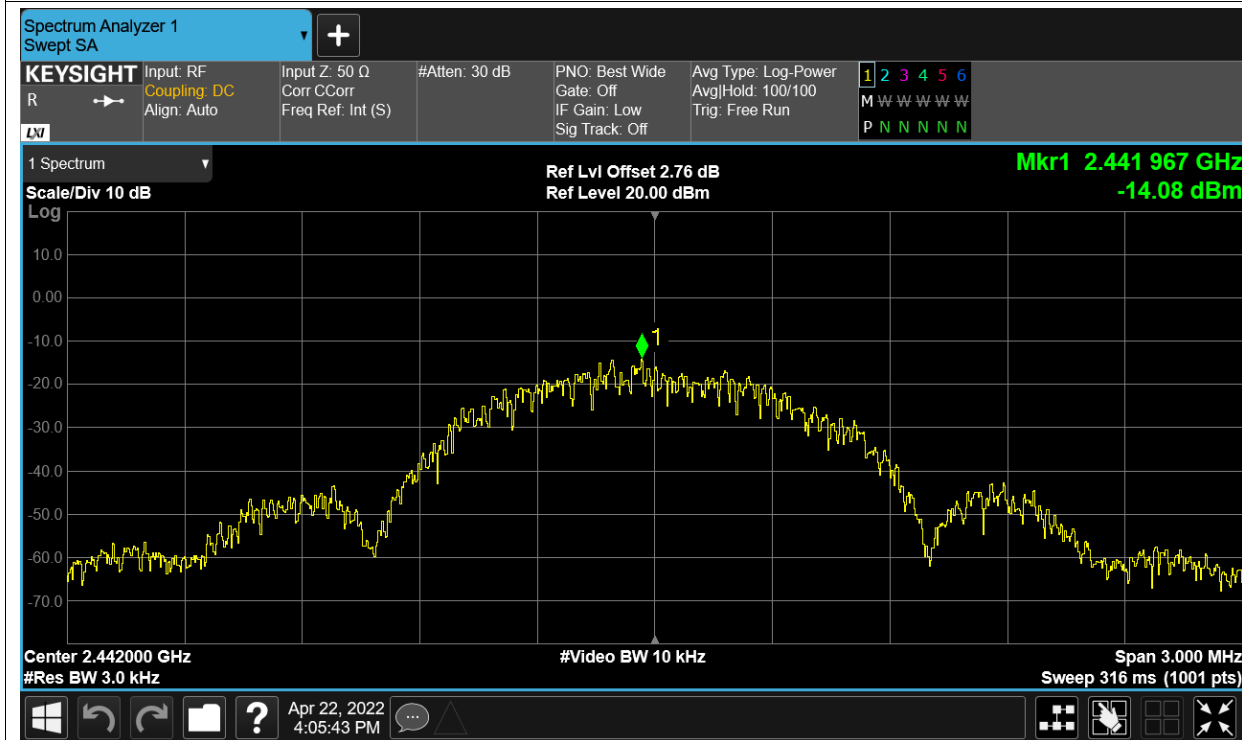 Spectrum Analyzer 1
Swept SA
+
KEYSIGHT
R
LXI
Input: RF
Coupling: DC
Align: Auto
Input Z: 50 Ω
Corr CCorr
Freq Ref: Int (S)
#Atten: 30 dB
PNO: Best Wide
Gate: Off
IF Gain: Low
Sig Track: Off
Avg Type: Log-Power
Avg|Hold: 100/100
Trig: Free Run
1 2 3 4 5 6
M W W W W W
P N N N N N
1 Spectrum
Scale/Div 10 dB
Log
Ref Lvl Offset 2.76 dB
Ref Level 20.00 dBm
Mkr1 2.441 967 GHz
-14.08 dBm
10.0
0.00
-10.0
-20.0
-30.0
-40.0
-50.0
-60.0
-70.0
1
Center 2.442000 GHz
#Res BW 3.0 kHz
#Video BW 10 kHz
Span 3.000 MHz
Sweep 316 ms (1001 pts)
?
Apr 22, 2022
4:05:43 PM